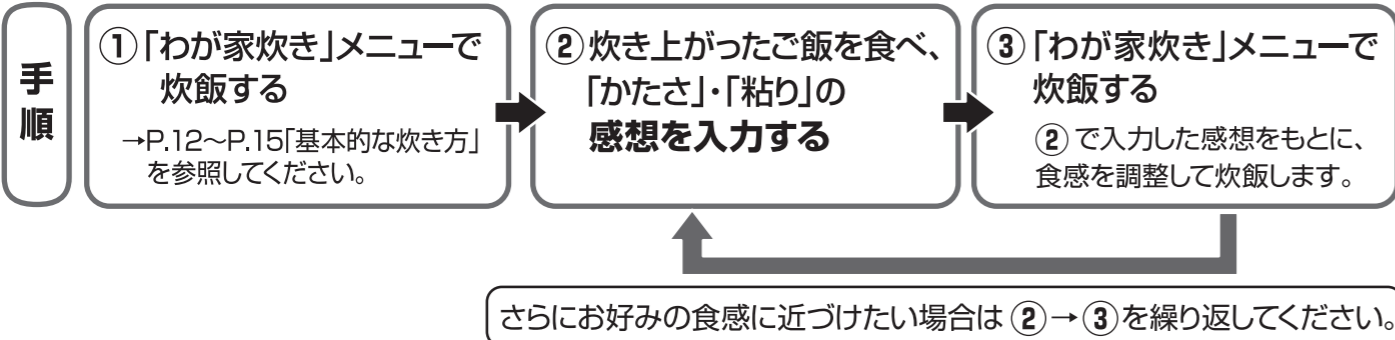 手順
①「わが家炊き」メニューで
炊飯する
→P.12~P.15「基本的な炊き方」
を参照してください。
②炊き上がったご飯を食べ、
「かたさ」・「粘り」の
感想を入力する
③「わが家炊き」メニューで
炊飯する
②で入力した感想をもとに、
食感を調整して炊飯します。
さらにお好みの食感に近づけたい場合は②→③を繰り返してください。